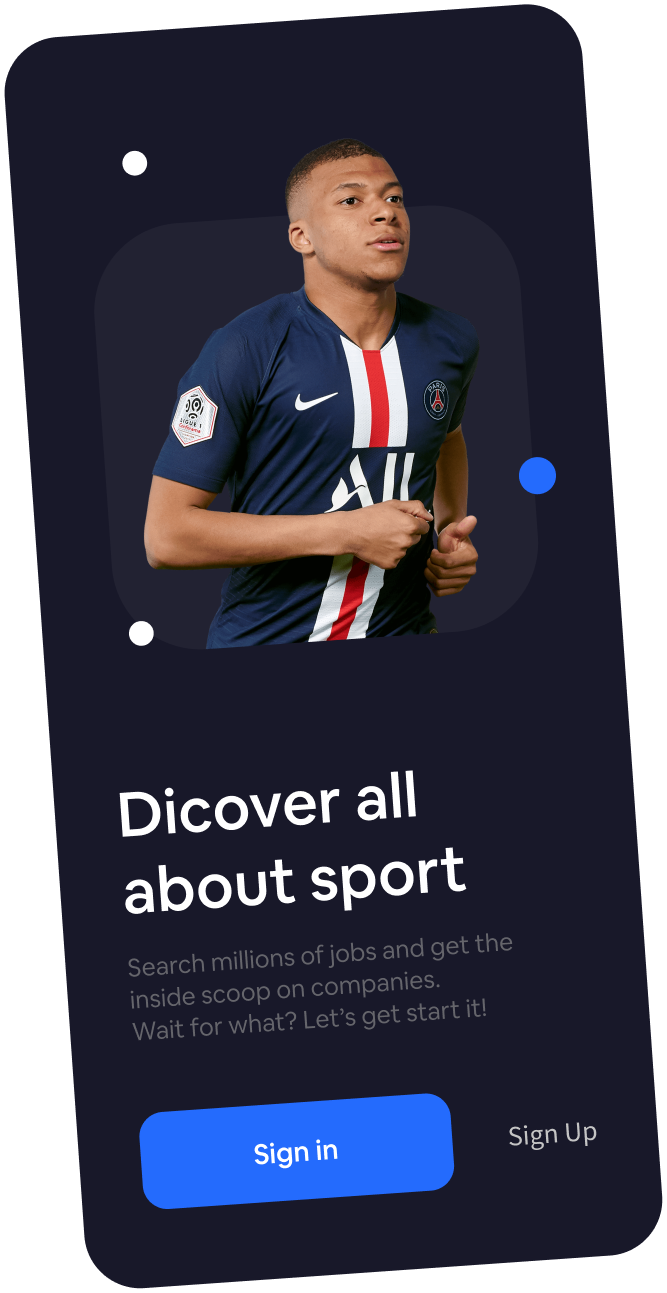 PARIS
LIGUE 1
Conforama
Dicover all
about sport
Search millions of jobs and get the
inside scoop on companies.
Wait for what? Let’s get start it!
Sign in
Sign Up